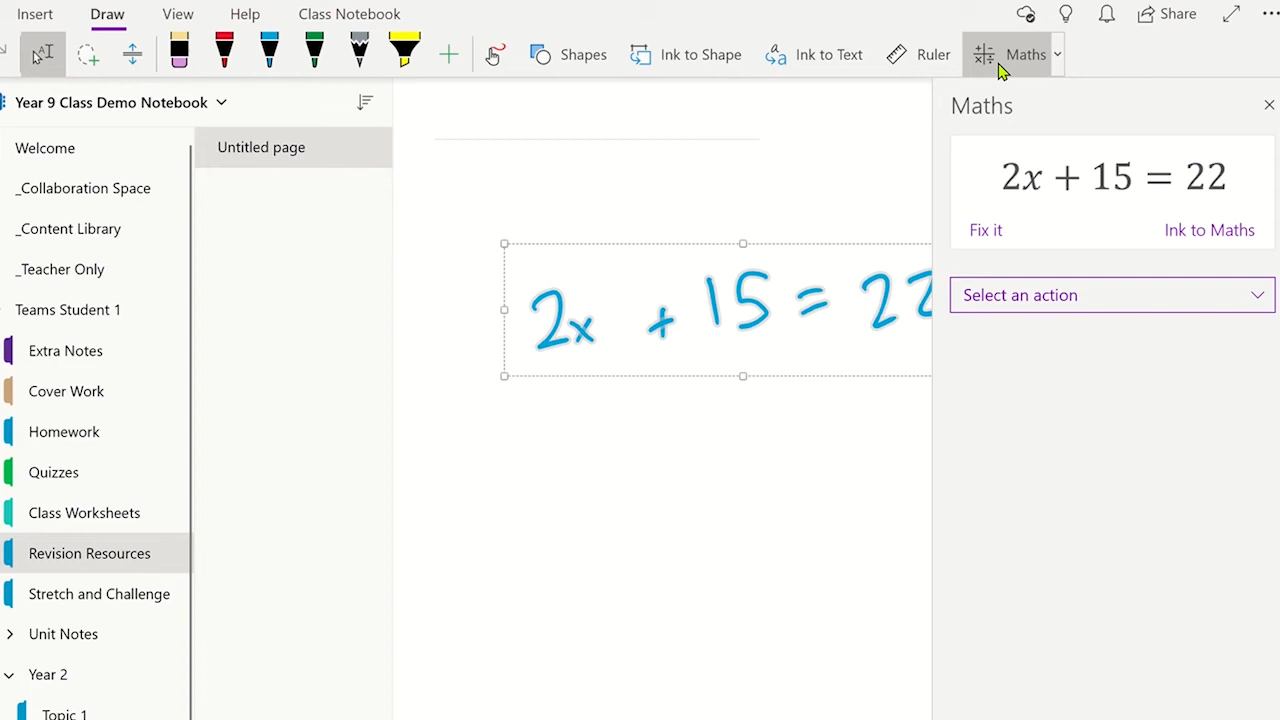 Insert Draw View Help Class Notebook Share
Shapes Ink to Shape Ink to Text Ruler Maths
Year 9 Class Demo Notebook
Welcome
_Collaboration Space
_Content Library
_Teacher Only
Teams Student 1
Extra Notes
Cover Work
Homework
Quizzes
Class Worksheets
Revision Resources
Stretch and Challenge
Unit Notes
Year 2
Topic 1
Untitled page
2x + 15 = 22
Maths
2x + 15 = 22
Fix it Ink to Maths
Select an action